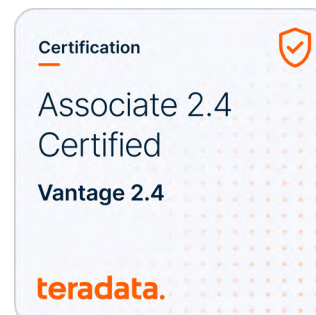 Certification
Associate 2.4
Certified
Vantage 2.4
teradata.